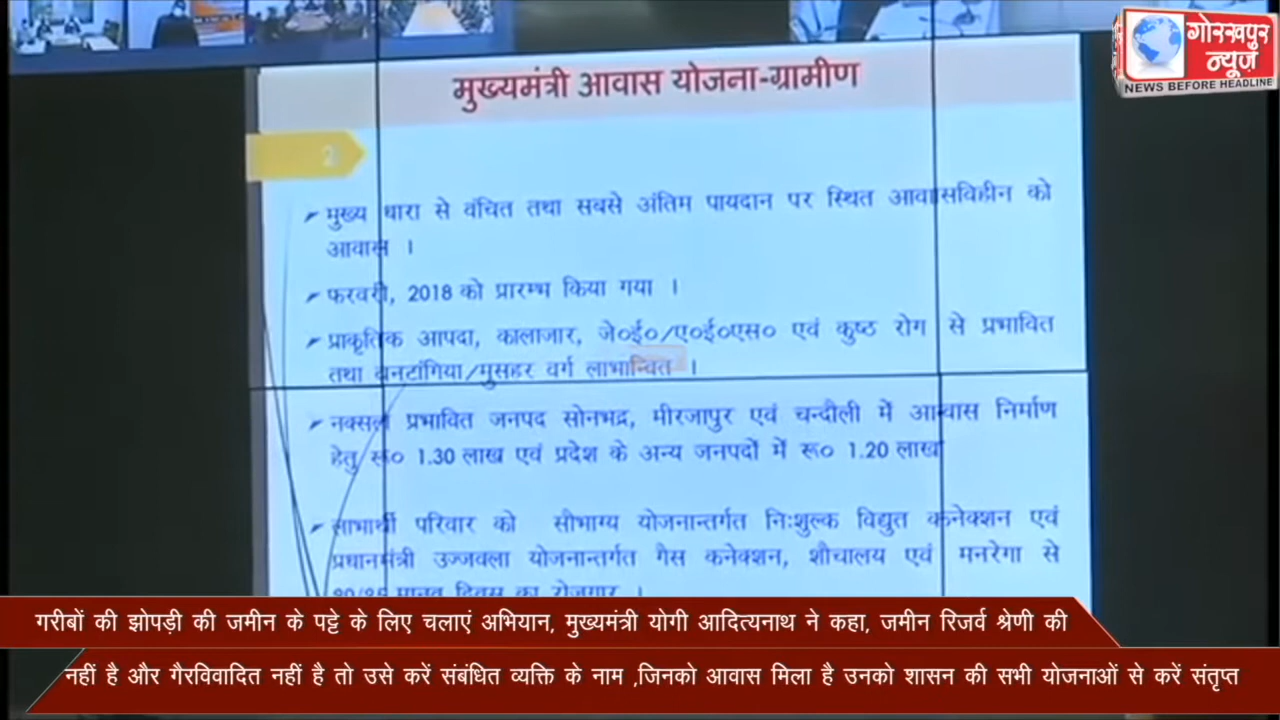 गोरखपुर
न्यूज़
NEWS BEFORE HEADLINE
मुख्यमंत्री आवास योजना-ग्रामीण
2
मुख्य धारा से वंचित तथा सबसे अंतिम पायदान पर स्थित आवासविहीन को
आवास ।
फरवरी, 2018 को प्रारम्भ किया गया ।
प्राकृतिक आपदा, कालाजार, जे०ई०/ए०ई०एस० एवं कुष्ठ रोग से प्रभावित
तथा वनटांगिया/मुसहर वर्ग लाभान्वित ।
नक्सल प्रभावित जनपद सोनभद्र, मीरजापुर एवं चन्दौली में आवास निर्माण
हेतु रू० 1.30 लाख एवं प्रदेश के अन्य जनपदों में रू० 1.20 लाख
लाभार्थी परिवार को सौभाग्य योजनान्तर्गत निःशुल्क विद्युत कनेक्शन एवं
प्रधानमंत्री उज्जवला योजनान्तर्गत गैस कनेक्शन, शौचालय एवं मनरेगा से
मानव दिवस का रोजगार ।
गरीबों की झोपड़ी की जमीन के पट्टे के लिए चलाएं अभियान, मुख्यमंत्री योगी आदित्यनाथ ने कहा, जमीन रिजर्व श्रेणी की
नहीं है और गैरविवादित नहीं है तो उसे करें संबंधित व्यक्ति के नाम ,जिनको आवास मिला है उनको शासन की सभी योजनाओं से करें संतृप्त